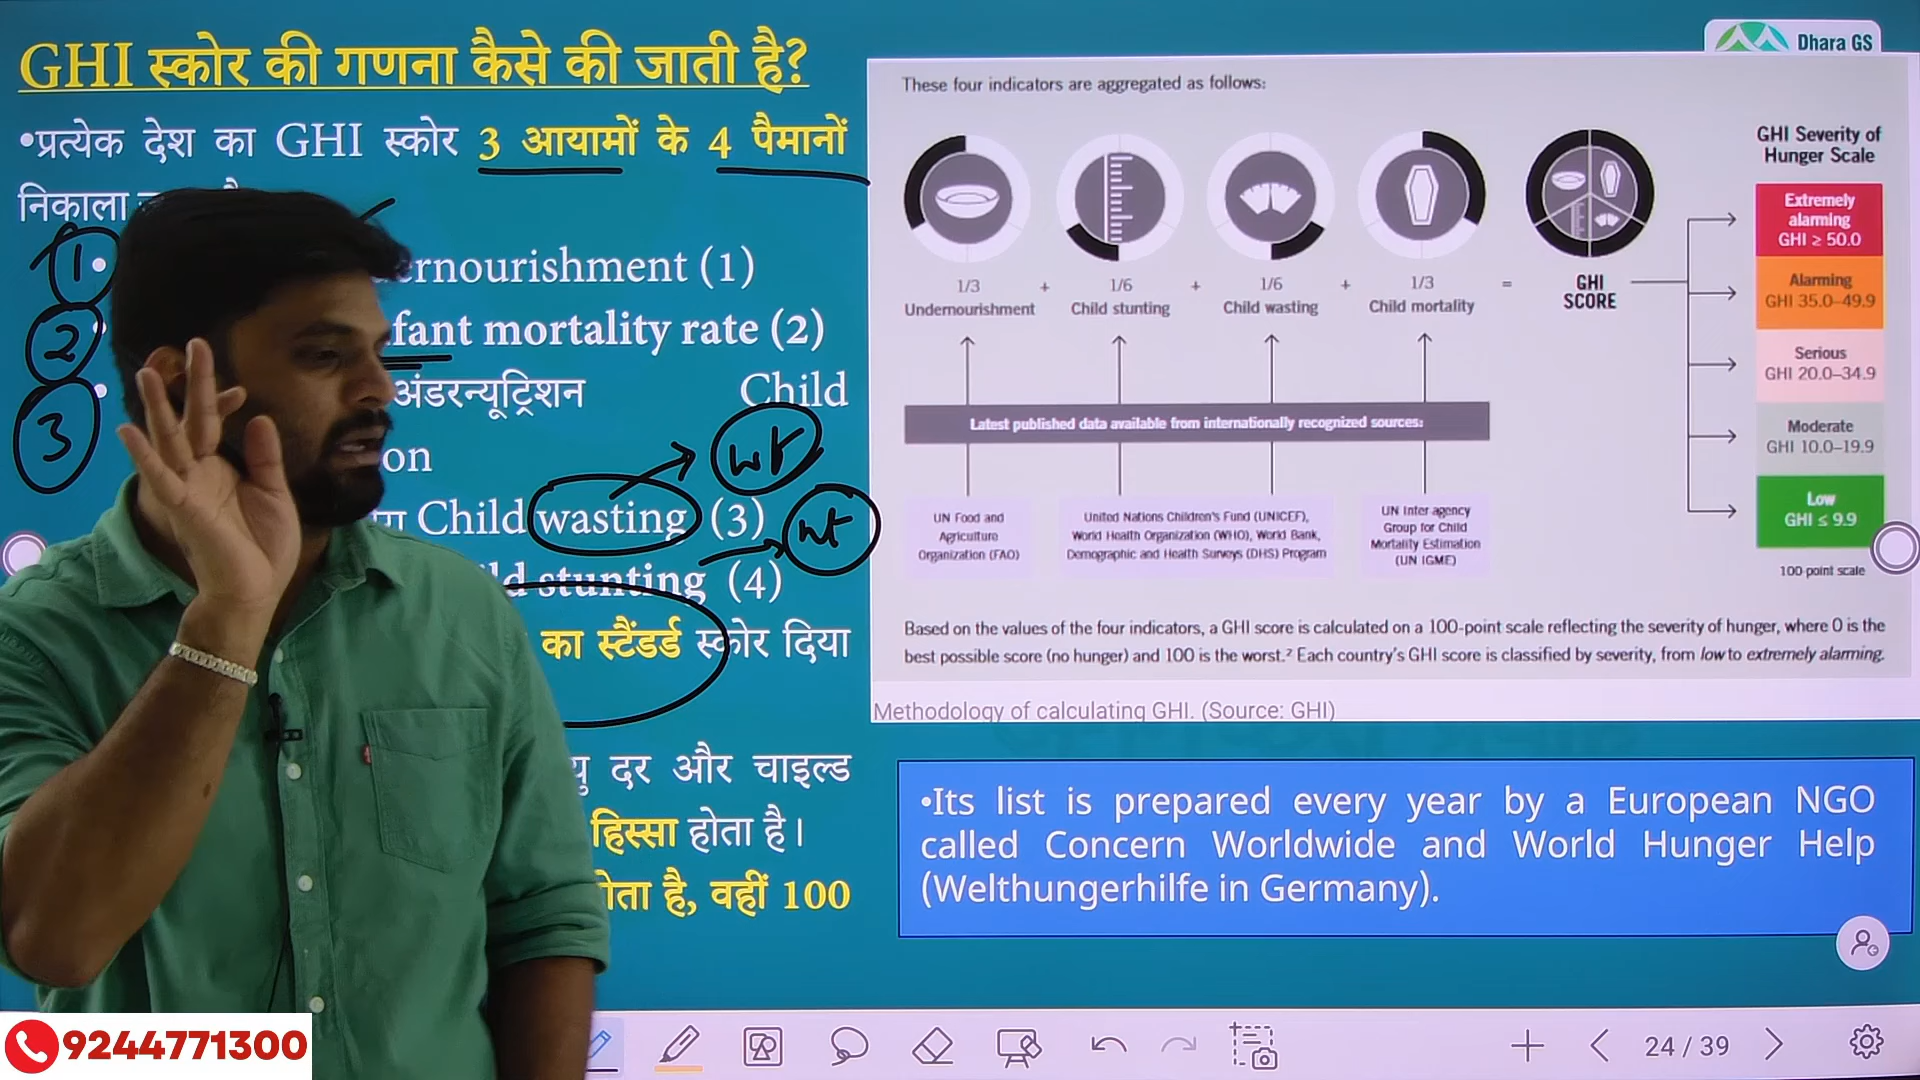 GHI स्कोर की गणना कैसे की जाती है?
•प्रत्येक देश का GHI स्कोर 3 आयामों के 4 पैमानों
निकाला
1
ernourishment (1)
2
fant mortality rate (2)
3
अंडरन्यूट्रिशन Child
on
wt
Child wasting (3)
ht
stunting (4)
का स्टैंडर्ड स्कोर दिया
दर और चाइल्ड
हिस्सा होता है।
है, वहीं 100
Dhara GS
These four indicators are aggregated as follows:
1/3 + 1/6 + 1/6 + 1/3 =
Undernourishment Child stunting Child wasting Child mortality
GHI
SCORE
Latest published data available from internationally recognized sources:
UN Food and
Agriculture
Organization (FAO)
United Nations Children's Fund (UNICEF),
World Health Organization (WHO), World Bank,
Demographic and Health Surveys (DHS) Program
UN Inter-agency
Group for Child
Mortality Estimation
(UN IGME)
GHI Severity of
Hunger Scale
Extremely
alarming
GHI ≥ 50.0
Alarming
GHI 35.0–49.9
Serious
GHI 20.0–34.9
Moderate
GHI 10.0–19.9
Low
GHI ≤ 9.9
100-point scale
Based on the values of the four indicators, a GHI score is calculated on a 100-point scale reflecting the severity of hunger, where 0 is the
best possible score (no hunger) and 100 is the worst.² Each country's GHI score is classified by severity, from low to extremely alarming.
Methodology of calculating GHI. (Source: GHI)
•Its list is prepared every year by a European NGO
called Concern Worldwide and World Hunger Help
(Welthungerhilfe in Germany).
9244771300
24 / 39